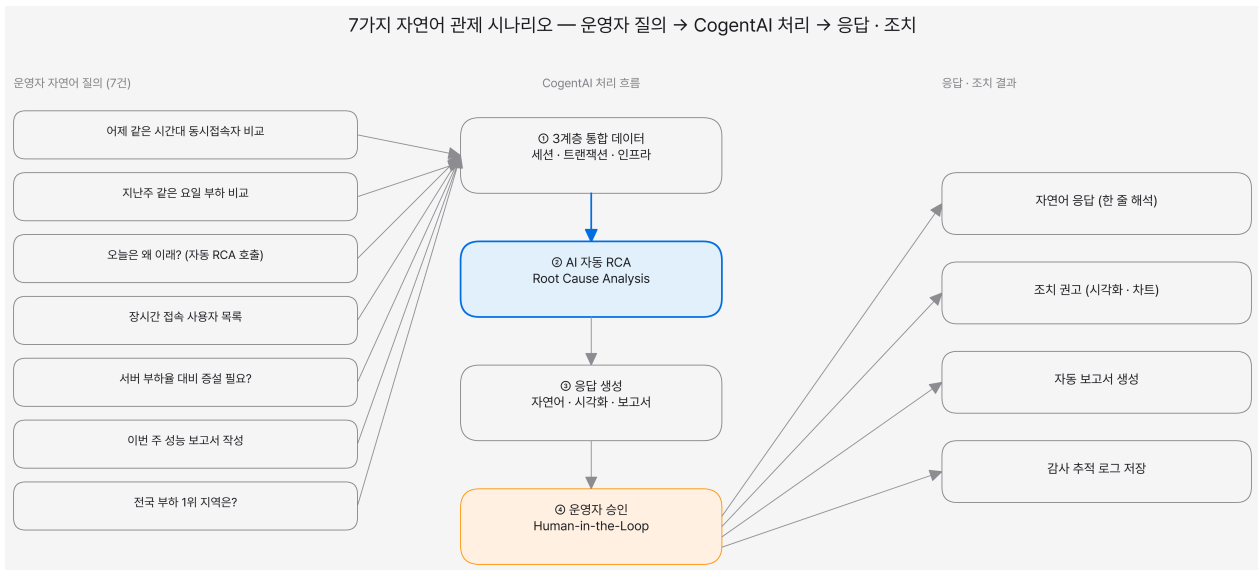 7가지 자연어 관제 시나리오 — 운영자 질의 → CogentAI 처리 → 응답 · 조치
운영자 자연어 질의 (7건)
어제 같은 시간대 동시접속자 비교
지난주 같은 요일 부하 비교
오늘은 왜 이래? (자동 RCA 호출)
장시간 접속 사용자 목록
서버 부하율 대비 증설 필요?
이번 주 성능 보고서 작성
전국 부하 1위 지역은?
CogentAI 처리 흐름
① 3계층 통합 데이터
세션 · 트랜잭션 · 인프라
② AI 자동 RCA
Root Cause Analysis
③ 응답 생성
자연어 · 시각화 · 보고서
④ 운영자 승인
Human-in-the-Loop
응답 · 조치 결과
자연어 응답 (한 줄 해석)
조치 권고 (시각화 · 차트)
자동 보고서 생성
감사 추적 로그 저장